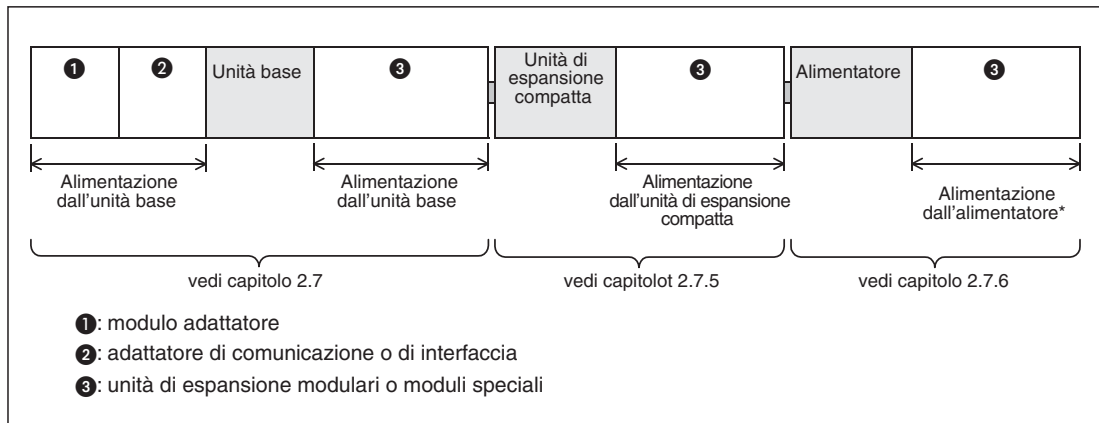 ❶
❷
Unità base
❸
Unità di
espansione
compatta
❸
Alimentatore
❸
Alimentazione
dall'unità base
Alimentazione
dall'unità base
Alimentazione
dall'unità di espansione
compatta
Alimentazione
dall'alimentatore*
vedi capitolo 2.7
vedi capitolot 2.7.5
vedi capitolo 2.7.6
❶: modulo adattatore
❷: adattatore di comunicazione o di interfaccia
❸: unità di espansione modulari o moduli speciali